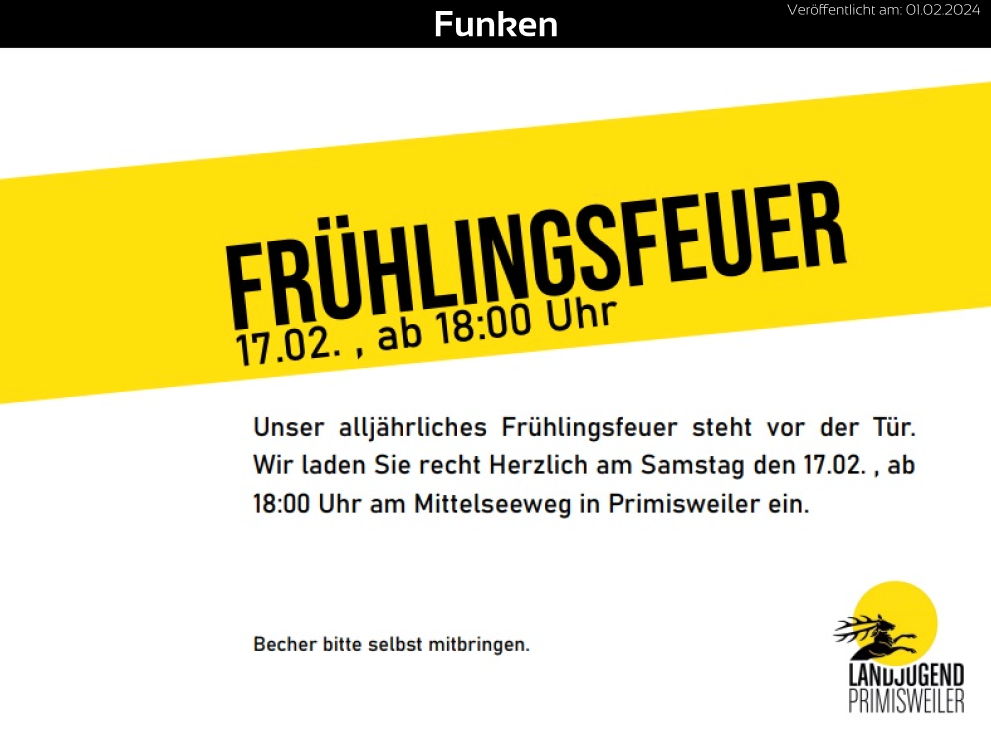 Funken
Veröffentlicht am: 01.02.2024
FRÜHLINGSFEUER
17.02. , ab 18:00 Uhr
Unser alljährliches Frühlingsfeuer steht vor der Tür.
Wir laden Sie recht Herzlich am Samstag den 17.02. , ab
18:00 Uhr am Mittelseeweg in Primisweiler ein.
Becher bitte selbst mitbringen.
LANDJUGEND
PRIMISWEILER